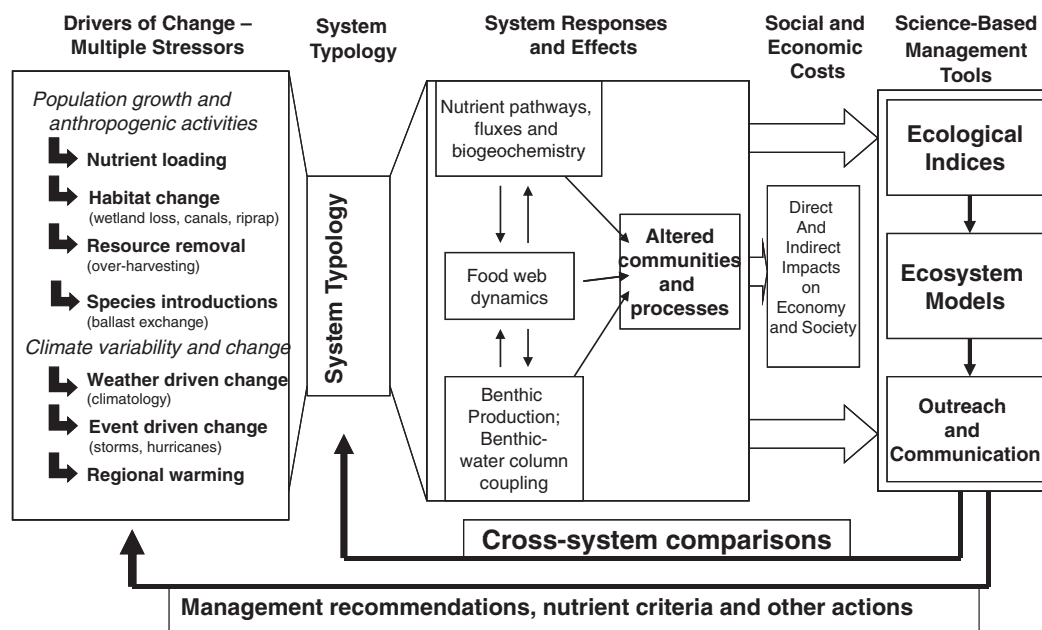 Drivers of Change –
Multiple Stressors
System
Typology
System Responses
and Effects
Social and
Economic
Costs
Science-Based
Management
Tools
Population growth and
anthropogenic activities
Nutrient loading
Habitat change
(wetland loss, canals, riprap)
Resource removal
(over-harvesting)
Species introductions
(ballast exchange)
Climate variability and change
Weather driven change
(climatology)
Event driven change
(storms, hurricanes)
Regional warming
System Typology
Nutrient pathways,
fluxes and
biogeochemistry
Food web
dynamics
Benthic
Production;
Benthic-
water column
coupling
Altered
communities
and
processes
Direct
And
Indirect
Impacts
on
Economy
and Society
Ecological
Indices
Ecosystem
Models
Outreach
and
Communication
Cross-system comparisons
Management recommendations, nutrient criteria and other actions